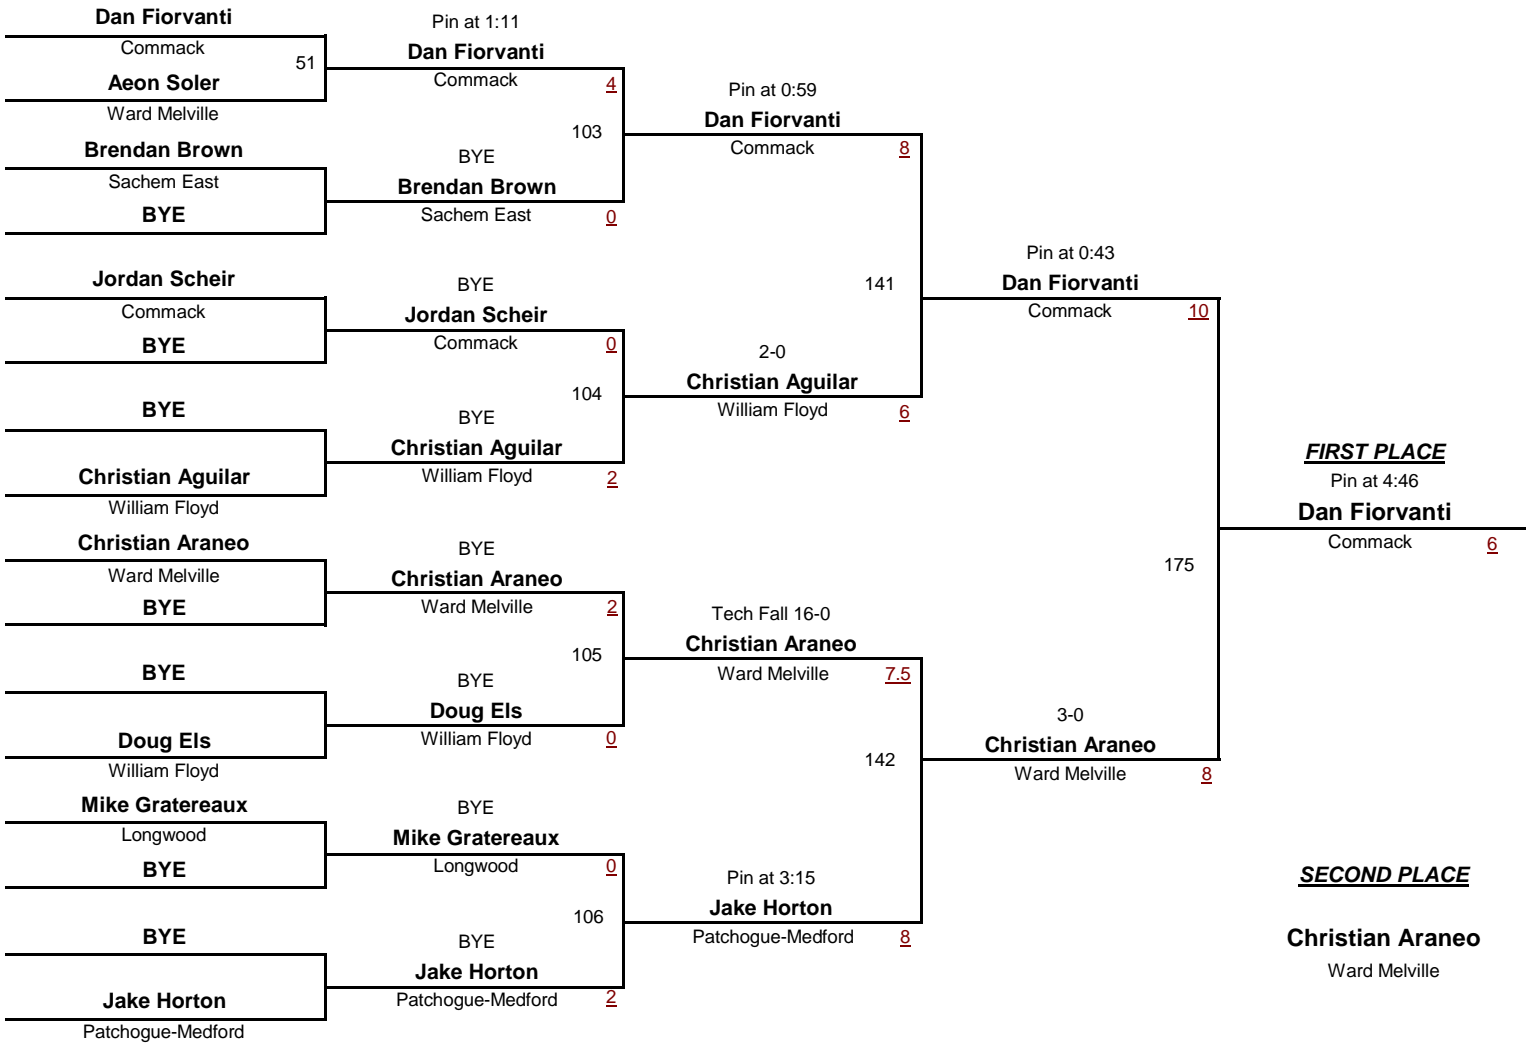 Dan Fiorvanti
Commack
51
Aeon Soler
Ward Melville
Brendan Brown
Sachem East
BYE
Jordan Scheir
Commack
BYE
BYE
Christian Aguilar
William Floyd
Christian Araneo
Ward Melville
BYE
BYE
Doug Els
William Floyd
Mike Gratereaux
Longwood
BYE
BYE
Jake Horton
Patchogue-Medford
Pin at 1:11
Dan Fiorvanti
Commack 4
103
BYE
Brendan Brown
Sachem East 0
BYE
Jordan Scheir
Commack 0
104
BYE
Christian Aguilar
William Floyd 2
BYE
Christian Araneo
Ward Melville 2
105
BYE
Doug Els
William Floyd 0
BYE
Mike Gratereaux
Longwood 0
106
BYE
Jake Horton
Patchogue-Medford 2
Pin at 0:59
Dan Fiorvanti
Commack 8
141
2-0
Christian Aguilar
William Floyd 6
Tech Fall 16-0
Christian Araneo
Ward Melville 7.5
142
Pin at 3:15
Jake Horton
Patchogue-Medford 8
Pin at 0:43
Dan Fiorvanti
Commack 10
175
3-0
Christian Araneo
Ward Melville 8
FIRST PLACE
Pin at 4:46
Dan Fiorvanti
Commack 6
SECOND PLACE
Christian Araneo
Ward Melville